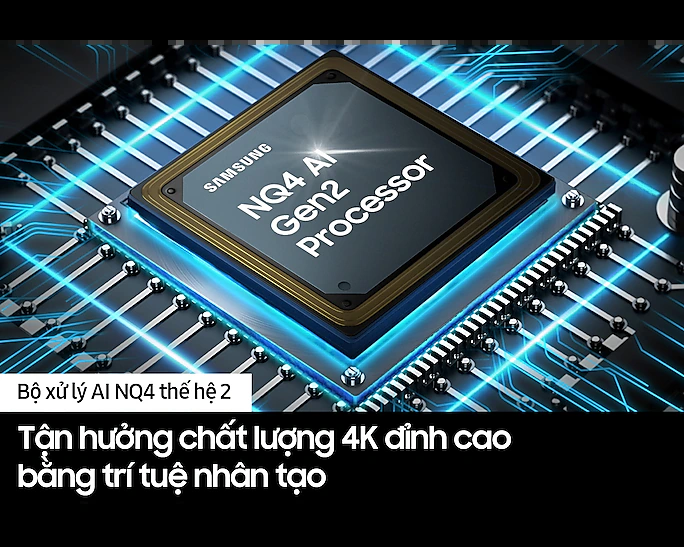 SAMSUNG
NQ4 AI
Gen2
Processor
Bộ xử lý AI NQ4 thế hệ 2
Tận hưởng chất lượng 4K đỉnh cao
bằng trí tuệ nhân tạo